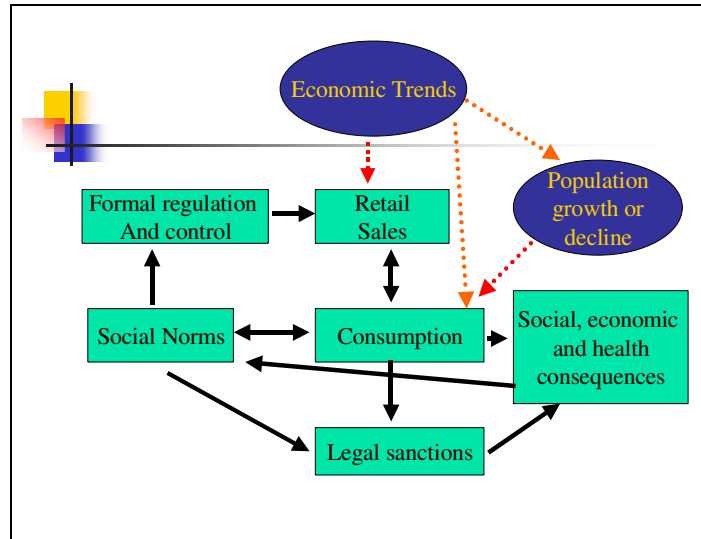 Economic Trends
Population
growth or
decline
Formal regulation
And control
Retail
Sales
Social Norms
Consumption
Social, economic
and health
consequences
Legal sanctions